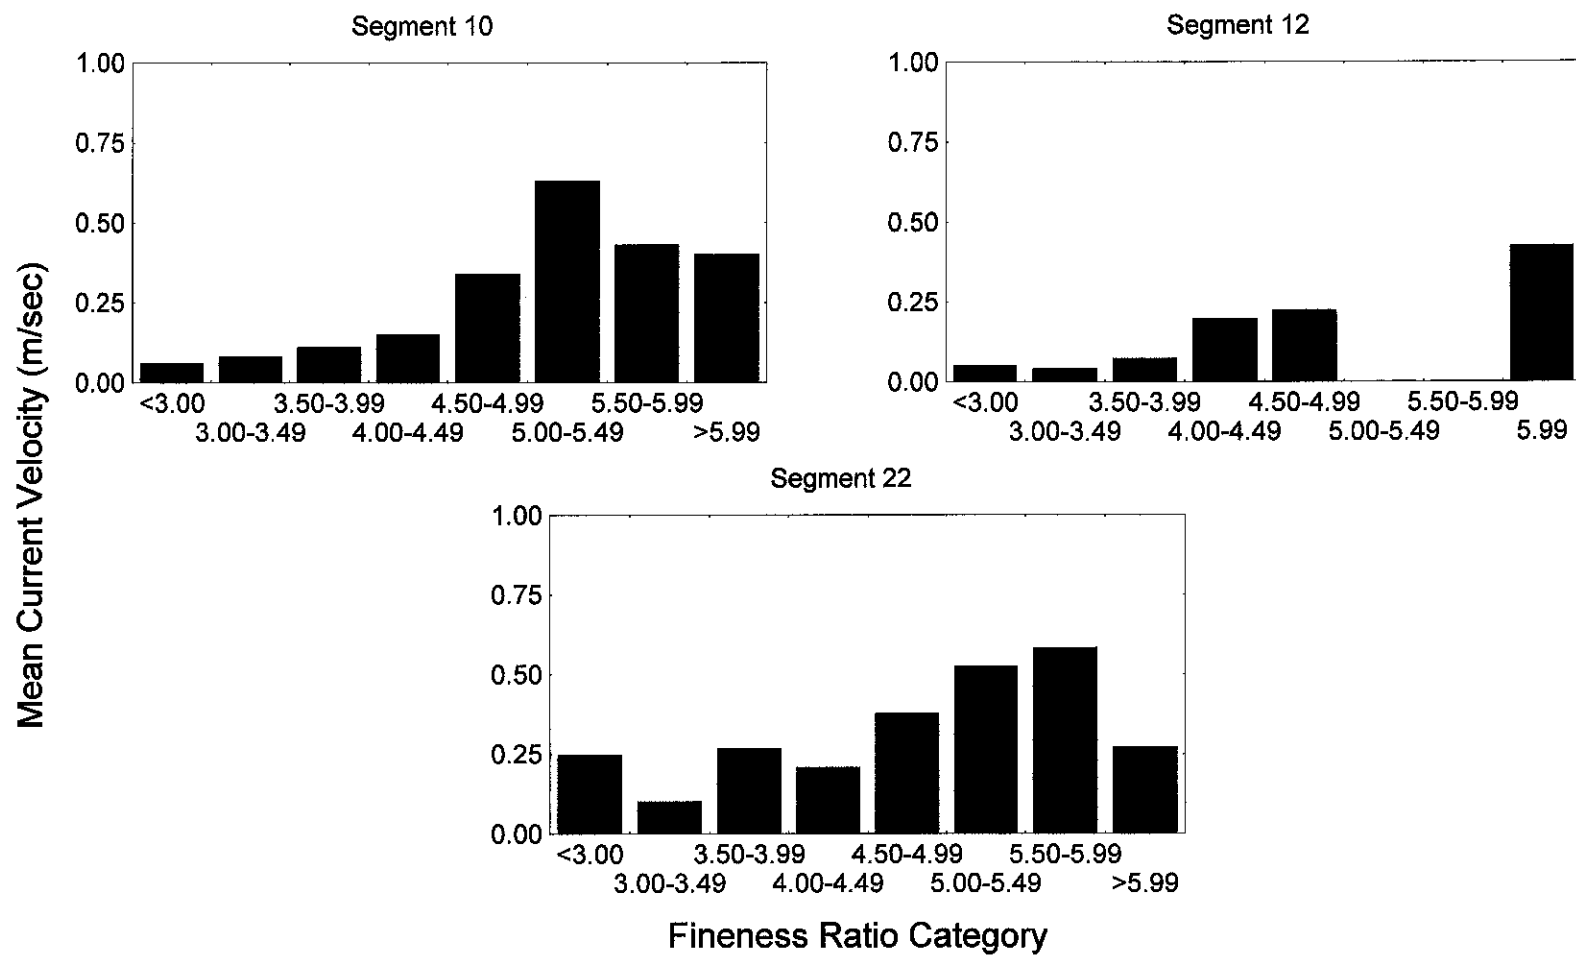 Segment 10
1.00
0.75
0.50
0.25
0.00
<3.00 3.50-3.99 4.50-4.99 5.50-5.99
3.00-3.49 4.00-4.49 5.00-5.49 >5.99
Segment 12
1.00
0.75
0.50
0.25
0.00
<3.00 3.50-3.99 4.50-4.99 5.50-5.99
3.00-3.49 4.00-4.49 5.00-5.49 5.99
Mean Current Velocity (m/sec)
Segment 22
1.00
0.75
0.50
0.25
0.00
<3.00 3.50-3.99 4.50-4.99 5.50-5.99
3.00-3.49 4.00-4.49 5.00-5.49 >5.99
Fineness Ratio Category